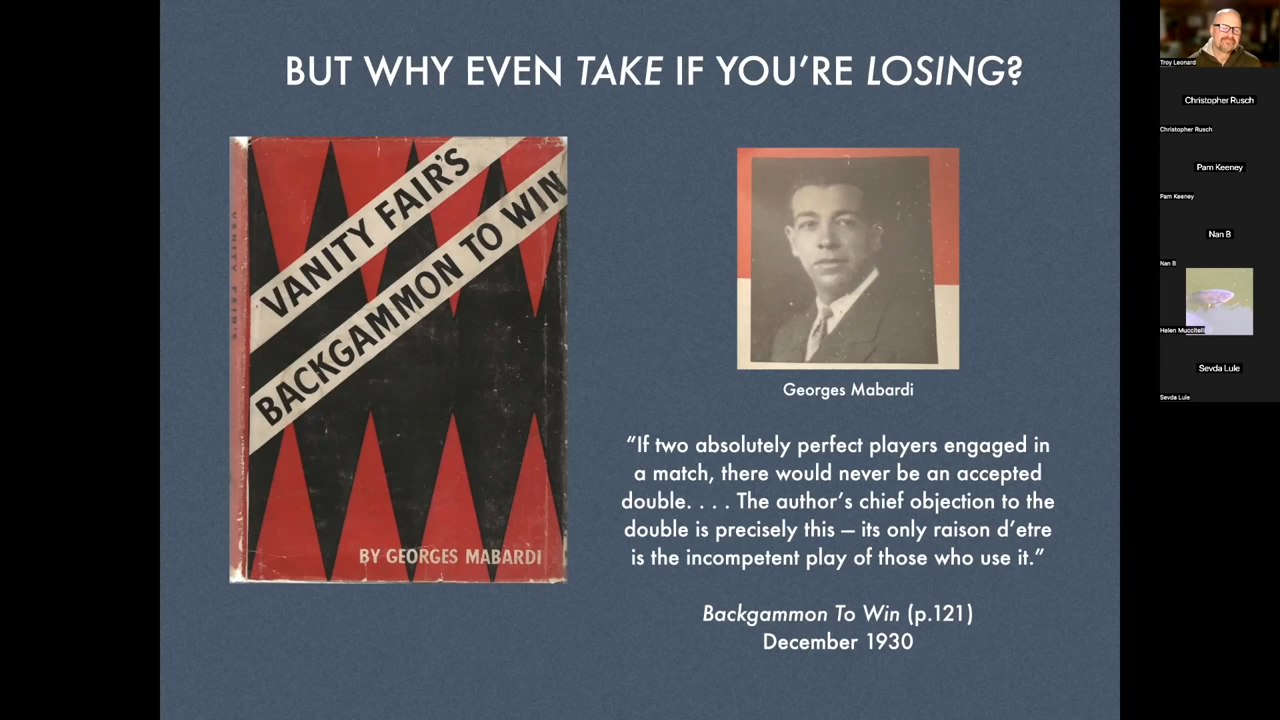 BUT WHY EVEN TAKE IF YOU'RE LOSING?
VANITY FAIR'S
BACKGAMMON TO WIN
BY GEORGES MABARDI
Georges Mabardi
“If two absolutely perfect players engaged in
a match, there would never be an accepted
double. . . . The author’s chief objection to the
double is precisely this — its only raison d’etre
is the incompetent play of those who use it.”
Backgammon To Win (p.121)
December 1930
Troy Leonard
Christopher Rusch
Christopher Rusch
Pam Keeney
Pam Keeney
Nan B
Nan B
Helen Muccitelli
Sevda Lule
Sevda Lule